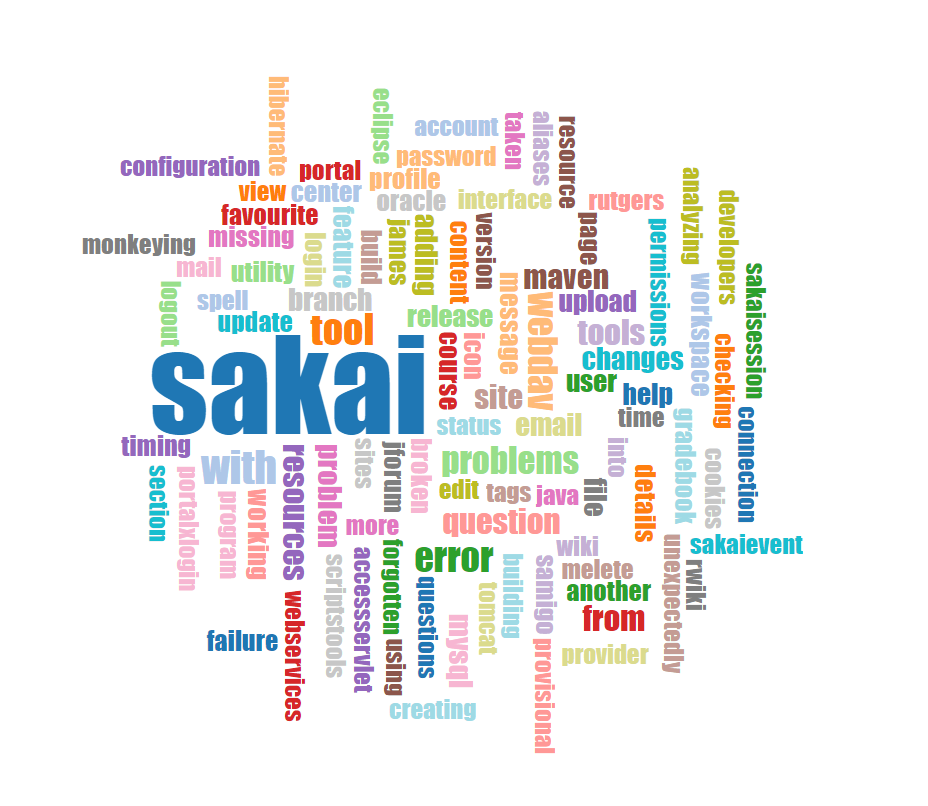 hibernate
eclipse
account
taken
aliases
resource
configuration
portal
password
profile
view
center
oracle
interface
rutgers
analyzing
developers
favourite
feature
monkeying
missing
login
build
james
adding
content
version
page
permissions
mail
utility
maven
message
webdav
upload
workspace
sakaisession
logout
spell
branch
release
update
tool
tools
sakai
course
icon
changes
checking
site
user
help
time
status
email
gradebook
connection
timing
with
resources
problem
sites
jforum
broken
problems
into
details
cookies
section
portalxlogin
program
working
edit
tags
java
file
more
question
sakaievent
scriptstools
accessservlet
forgotten
error
wiki
melete
unexpectedly
rwiki
questions
tomcat
building
samigo
another
from
webservices
failure
using
mysql
provisional
provider
creating